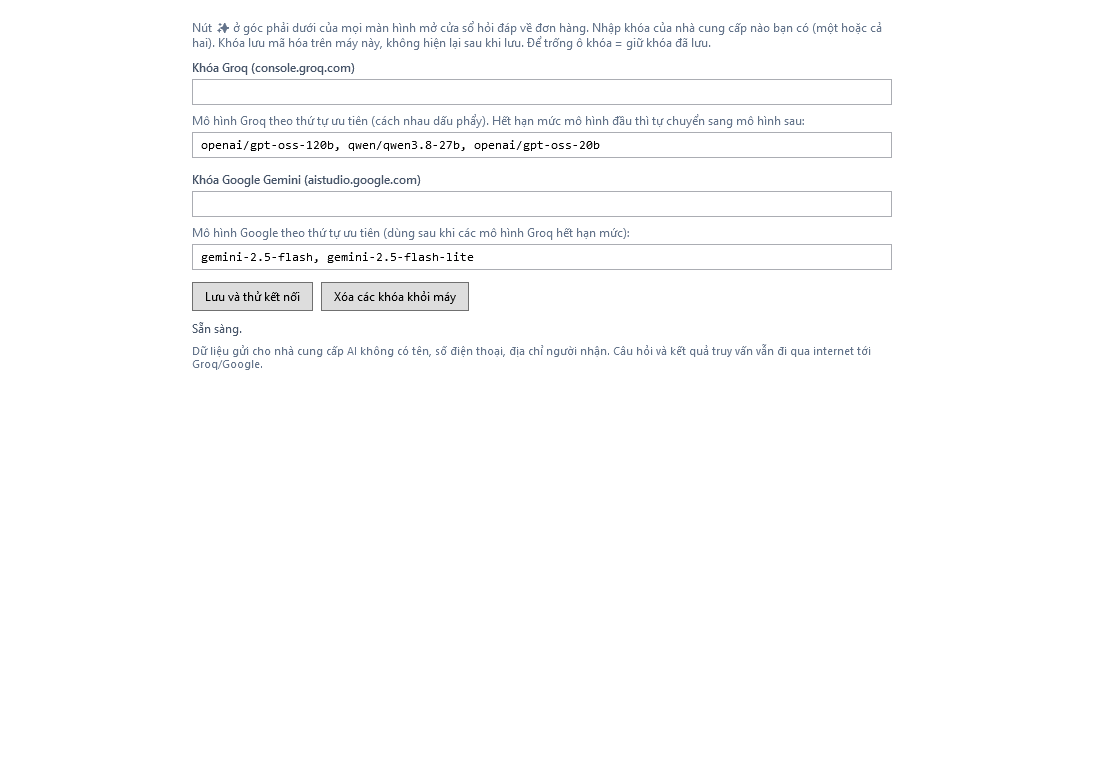 Nút ✨ ở góc phải dưới của mọi màn hình mở cửa sổ hỏi đáp về đơn hàng. Nhập khóa của nhà cung cấp nào bạn có (một hoặc cả
hai). Khóa lưu mã hóa trên máy này, không hiện lại sau khi lưu. Để trống ô khóa = giữ khóa đã lưu.
Khóa Groq (console.groq.com)
Mô hình Groq theo thứ tự ưu tiên (cách nhau dấu phẩy). Hết hạn mức mô hình đầu thì tự chuyển sang mô hình sau:
openai/gpt-oss-120b, qwen/qwen3.8-27b, openai/gpt-oss-20b
Khóa Google Gemini (aistudio.google.com)
Mô hình Google theo thứ tự ưu tiên (dùng sau khi các mô hình Groq hết hạn mức):
gemini-2.5-flash, gemini-2.5-flash-lite
Lưu và thử kết nối
Xóa các khóa khỏi máy
Sẵn sàng.
Dữ liệu gửi cho nhà cung cấp AI không có tên, số điện thoại, địa chỉ người nhận. Câu hỏi và kết quả truy vấn vẫn đi qua internet tới
Groq/Google.